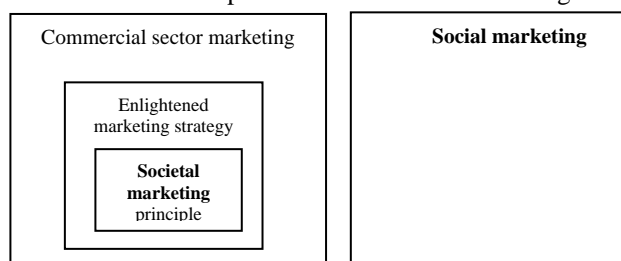 Commercial sector marketing
Social marketing
Enlightened
marketing strategy
Societal
marketing
principle